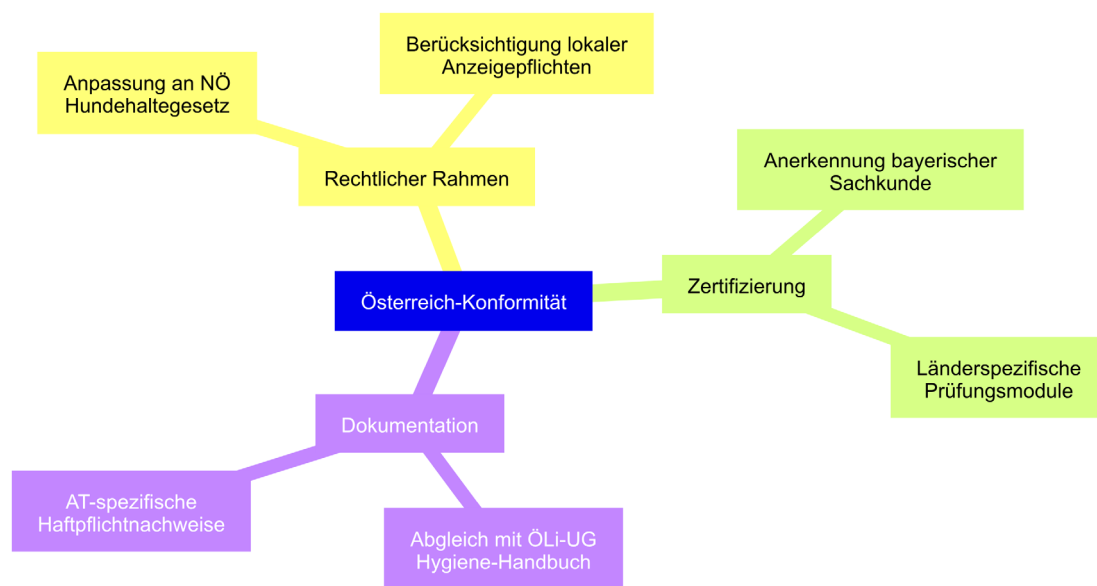 Berücksichtigung lokaler
Anzeigepflichten
Anpassung an NÖ
Hundehaltegesetz
Rechtlicher Rahmen
Anerkennung bayerischer
Sachkunde
Zertifizierung
Österreich-Konformität
Länderspezifische
Prüfungsmodule
Dokumentation
AT-spezifische
Haftpflichtnachweise
Abgleich mit ÖLi-UG
Hygiene-Handbuch